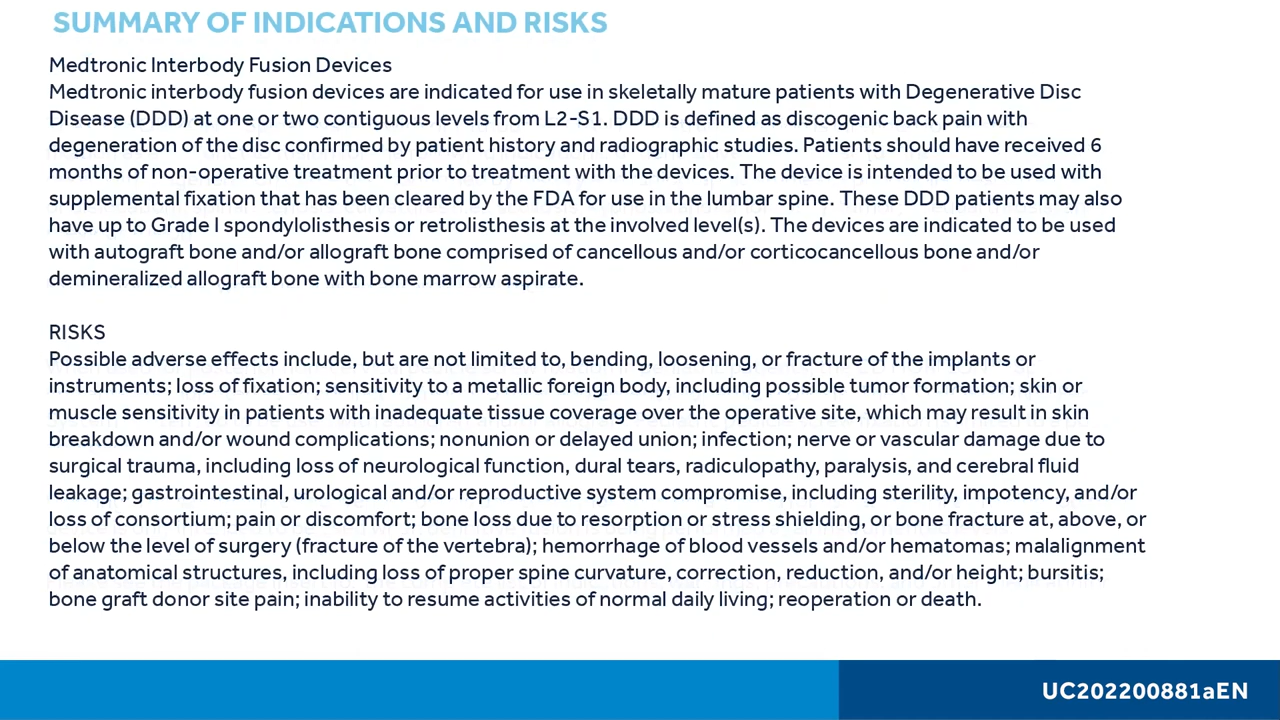 SUMMARY OF INDICATIONS AND RISKS
Medtronic Interbody Fusion Devices
Medtronic interbody fusion devices are indicated for use in skeletally mature patients with Degenerative Disc
Disease (DDD) at one or two contiguous levels from L2-S1. DDD is defined as discogenic back pain with
degeneration of the disc confirmed by patient history and radiographic studies. Patients should have received 6
months of non-operative treatment prior to treatment with the devices. The device is intended to be used with
supplemental fixation that has been cleared by the FDA for use in the lumbar spine. These DDD patients may also
have up to Grade I spondylolisthesis or retrolisthesis at the involved level(s). The devices are indicated to be used
with autograft bone and/or allograft bone comprised of cancellous and/or corticocancellous bone and/or
demineralized allograft bone with bone marrow aspirate.
RISKS
Possible adverse effects include, but are not limited to, bending, loosening, or fracture of the implants or
instruments; loss of fixation; sensitivity to a metallic foreign body, including possible tumor formation; skin or
muscle sensitivity in patients with inadequate tissue coverage over the operative site, which may result in skin
breakdown and/or wound complications; nonunion or delayed union; infection; nerve or vascular damage due to
surgical trauma, including loss of neurological function, dural tears, radiculopathy, paralysis, and cerebral fluid
leakage; gastrointestinal, urological and/or reproductive system compromise, including sterility, impotency, and/or
loss of consortium; pain or discomfort; bone loss due to resorption or stress shielding, or bone fracture at, above, or
below the level of surgery (fracture of the vertebra); hemorrhage of blood vessels and/or hematomas; malalignment
of anatomical structures, including loss of proper spine curvature, correction, reduction, and/or height; bursitis;
bone graft donor site pain; inability to resume activities of normal daily living; reoperation or death.
UC202200881aEN